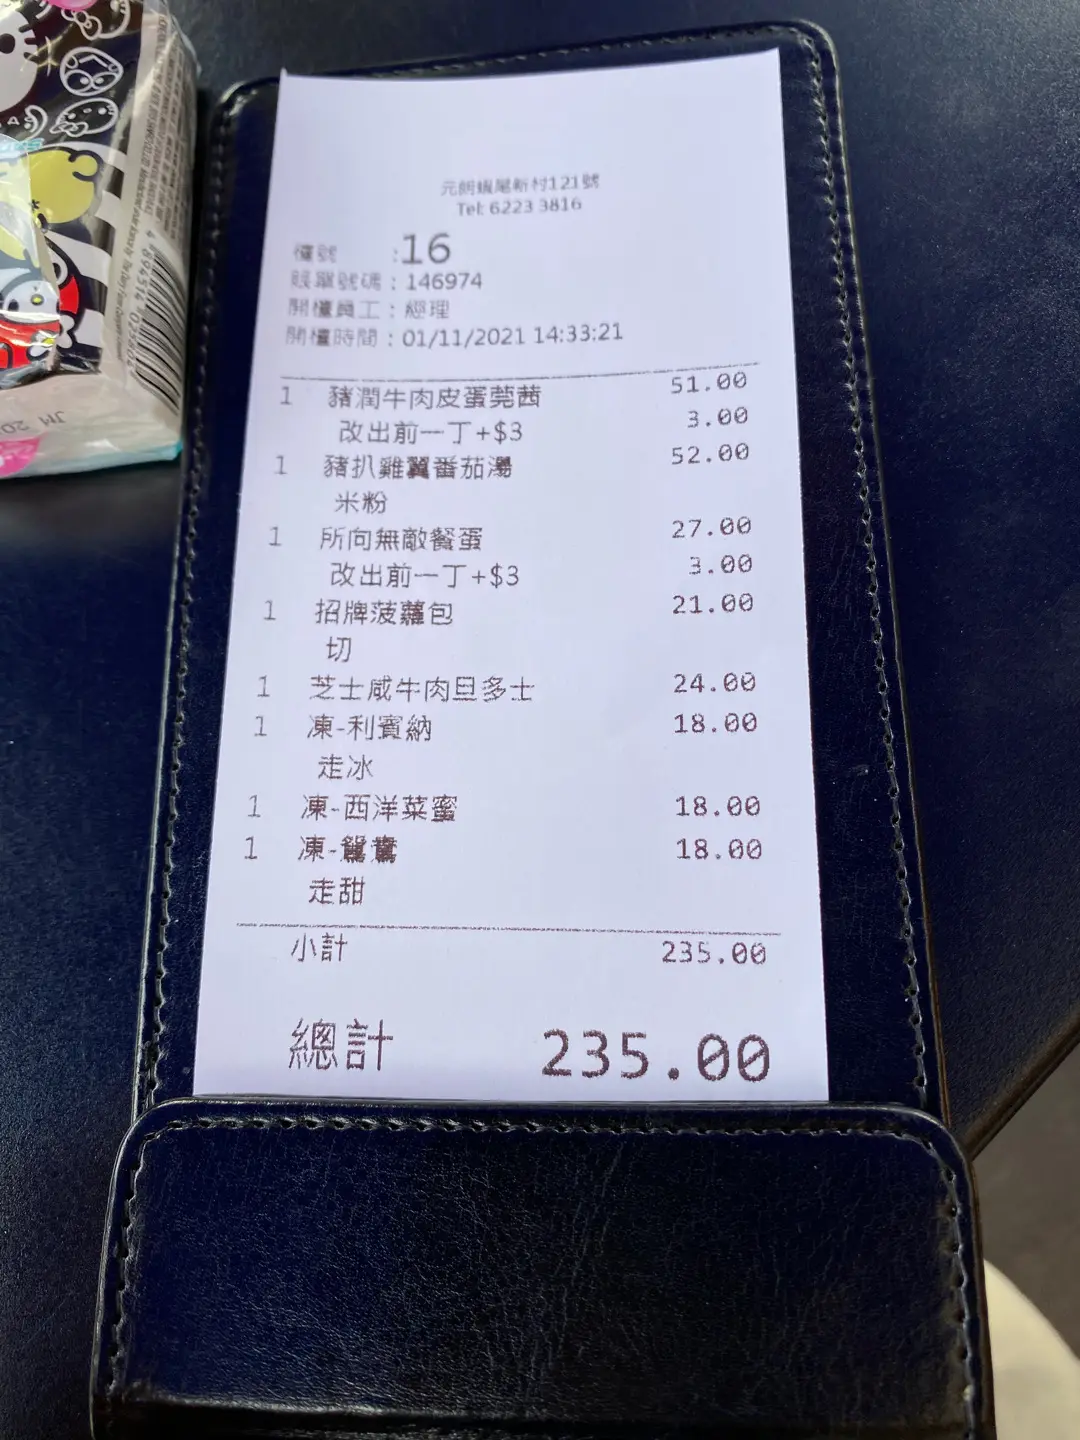 元朗蝦尾新村121號
Tel: 6223 3816
檯號 :16
賬單號碼 : 146974
開檯員工 : 經理
開檯時間 : 01/11/2021 14:33:21
1 豬潤牛肉皮蛋莞茜 51.00
改出前一丁+$3 3.00
1 豬扒雞翼番茄湯 52.00
米粉
1 所向無敵餐蛋 27.00
改出前一丁+$3 3.00
1 招牌菠蘿包 21.00
切
1 芝士咸牛肉旦多士 24.00
1 凍-利賓納 18.00
走冰
1 凍-西洋菜蜜 18.00
1 凍-鴛鴦 18.00
走甜
小計 235.00
總計 235.00
4 894514 025024
JM 20